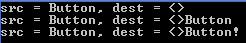 src = Button, dest = <>
src = Button, dest = <>Button
src = Button, dest = <>Button!